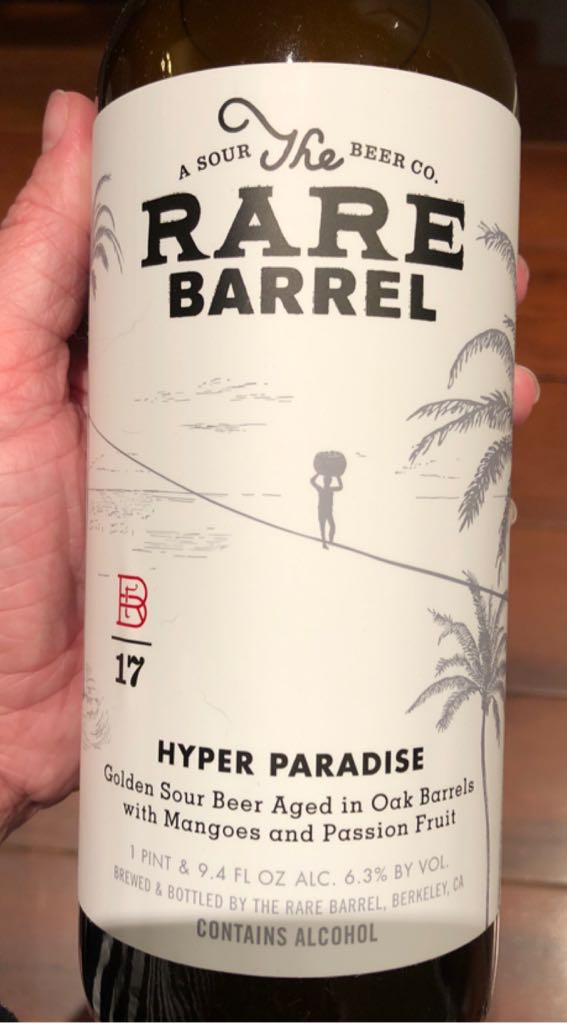 A SOUR The BEER CO.
RARE
BARREL
B
17
HYPER PARADISE
Golden Sour Beer Aged in Oak Barrels
with Mangoes and Passion Fruit
1 PINT & 9.4 FL OZ ALC. 6.3% BY VOL.
BREWED & BOTTLED BY THE RARE BARREL, BERKELEY, CA
CONTAINS ALCOHOL